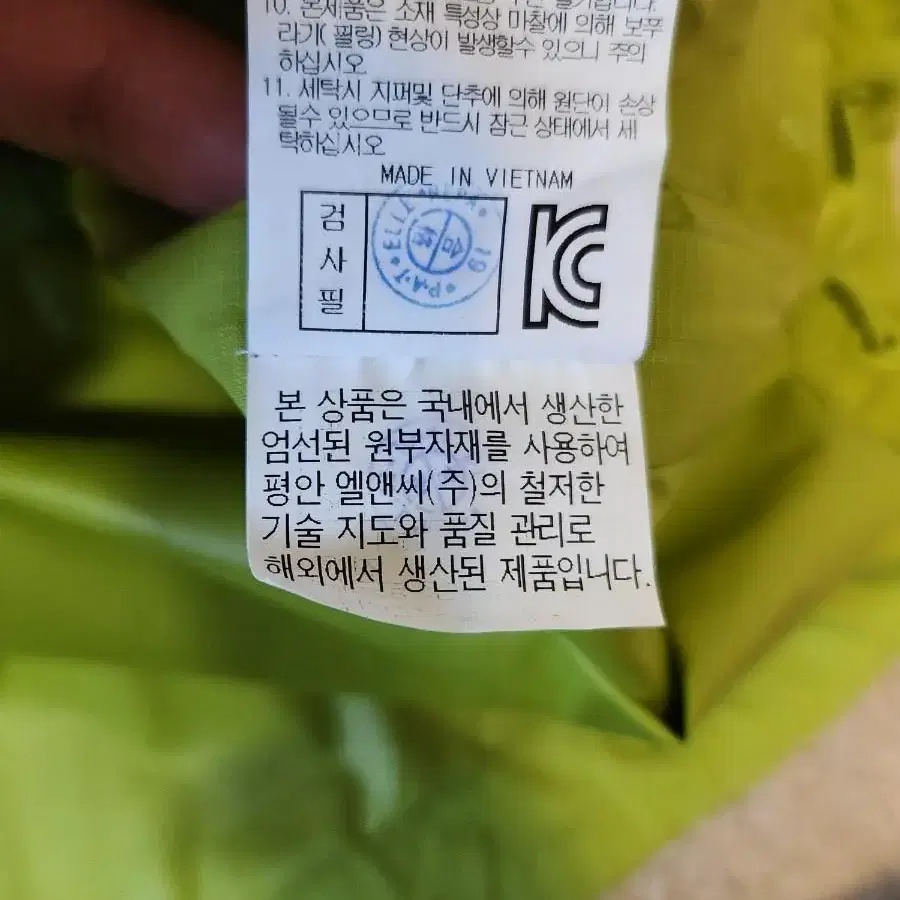 10. 본제품은 소재 특성상 마찰에 의해 보푸
라기( 필링) 현상이 발생할수 있으니 주의
하십시오
11. 세탁시 지퍼및 단추에 의해 원단이 손상
될수 있으므로 반드시 잠근 상태에서 세
탁하십시오
MADE IN VIETNAM
검
사
필
합격
P.A.T
19
KC
본 상품은 국내에서 생산한
엄선된 원부자재를 사용하여
평안 엘앤씨(주)의 철저한
기술 지도와 품질 관리로
해외에서 생산된 제품입니다.